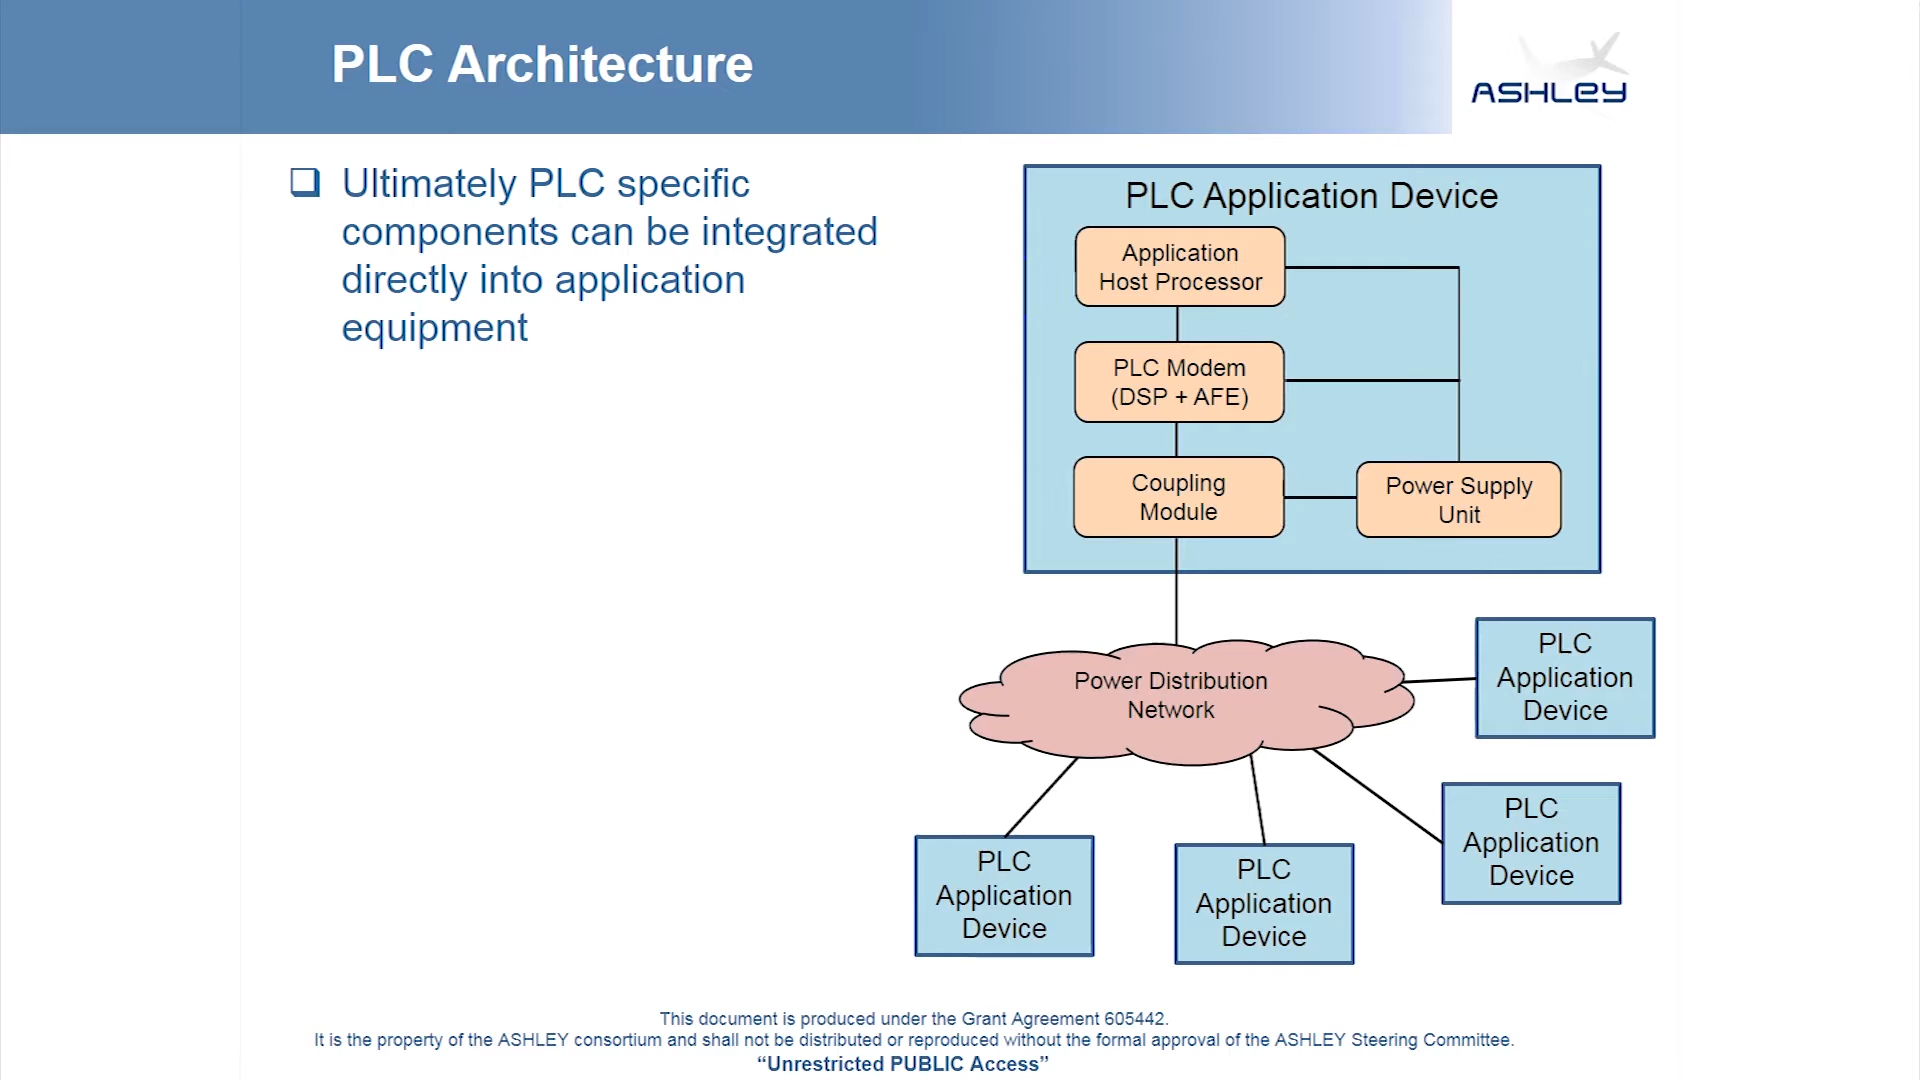 PLC Architecture
ASHLEY
❑ Ultimately PLC specific
components can be integrated
directly into application
equipment
PLC Application Device
Application
Host Processor
PLC Modem
(DSP + AFE)
Coupling
Module
Power Supply
Unit
Power Distribution
Network
PLC
Application
Device
PLC
Application
Device
PLC
Application
Device
PLC
Application
Device
This document is produced under the Grant Agreement 605442.
It is the property of the ASHLEY consortium and shall not be distributed or reproduced without the formal approval of the ASHLEY Steering Committee.
“Unrestricted PUBLIC Access”